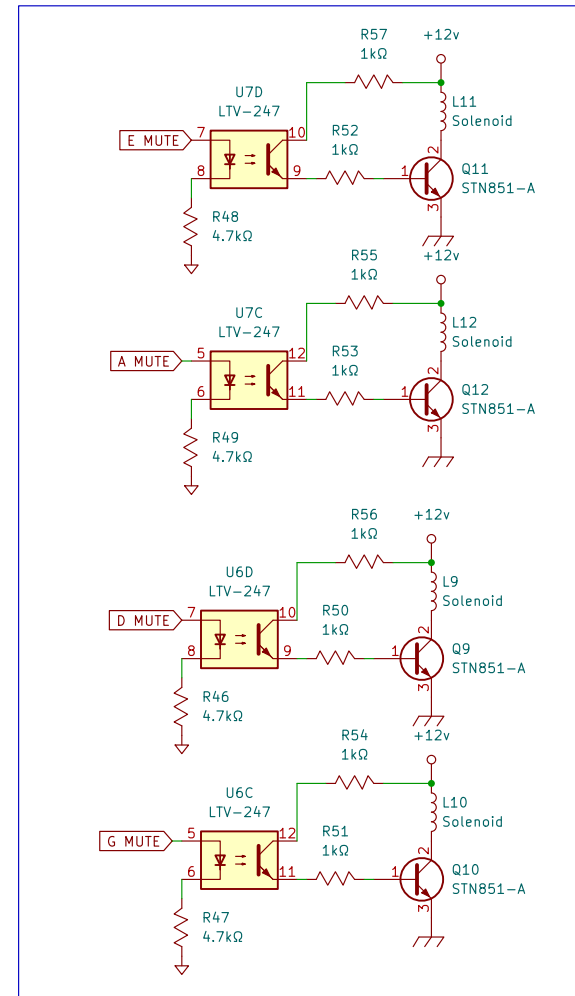 R57
1kΩ
+12v
U7D
LTV-247
L11
Solenoid
E MUTE
7
10
R52
1kΩ
2
8
9
1
Q11
STN851-A
3
R48
4.7kΩ
R55
1kΩ
+12v
U7C
LTV-247
L12
Solenoid
A MUTE
5
12
R53
1kΩ
2
6
11
1
Q12
STN851-A
3
R49
4.7kΩ
R56
1kΩ
+12v
U6D
LTV-247
L9
Solenoid
D MUTE
7
10
R50
1kΩ
2
8
9
1
Q9
STN851-A
3
R46
4.7kΩ
R54
1kΩ
+12v
U6C
LTV-247
L10
Solenoid
G MUTE
5
12
R51
1kΩ
2
6
11
1
Q10
STN851-A
3
R47
4.7kΩ